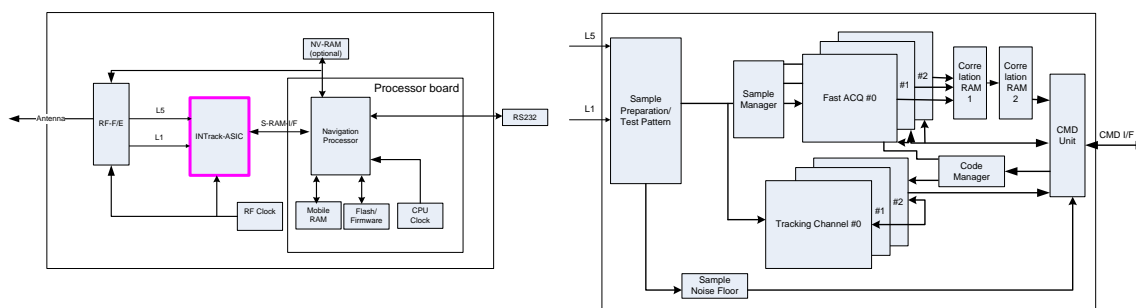 NV-RAM
(optional)
Processor board
RF-F/E
L5
L1
INTrack-ASIC
S-RAM-I/F
Navigation
Processor
RS232
Antenna
RF Clock
Mobile
RAM
Flash/
Firmware
CPU
Clock
L5
L1
Sample
Preparation/
Test Pattern
Sample
Manager
Fast ACQ #0
#1
#2
Corre
lation
RAM
1
Corre
lation
RAM 2
CMD
Unit
CMD I/F
Code
Manager
Tracking Channel #0
#1
#2
Sample
Noise Floor